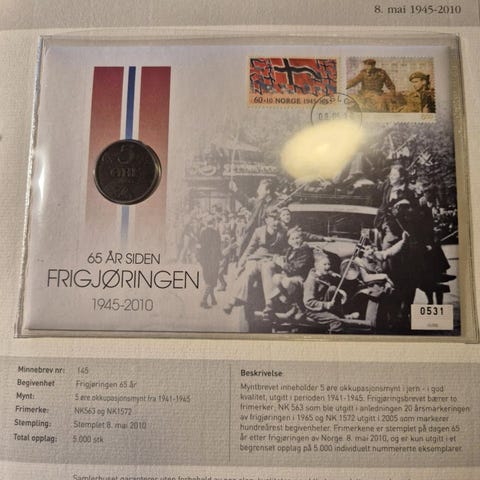 8. mai 1945-2010
60+10 NORGE 1945-1965
5
ØRE
65 ÅR SIDEN
FRIGJØRINGEN
1945-2010
0531
Minnebrev nr: 145
Begivenhet Frigjøringen 65 år
Mynt: 5 øre okkupasjonsmynt fra 1941-1945
Frimerke: NK563 og NK1572
Stempling: Stemplet 8. mai 2010
Total opplag: 5.000 stk
Beskrivelse:
Myntbrevet inneholder 5 øre okkupasjonsmynt i jern - i god
kvalitet, utgitt i perioden 1941-1945. Frigjøringsbrevet bærer to
frimerker; NK 563 som ble utgitt i anledningen 20 årsmarkeringen
av frigjøringen i 1965 og NK 1572 utgitt i 2005 som markerer
hundreårest begivenheter. Frimerkene er stemplet på dagen 65
år etter frigjøringen av Norge 8. mai 2010, og er kun utgitt i et
begrenset opplag på 5.000 individuelt nummererte eksemplarer.